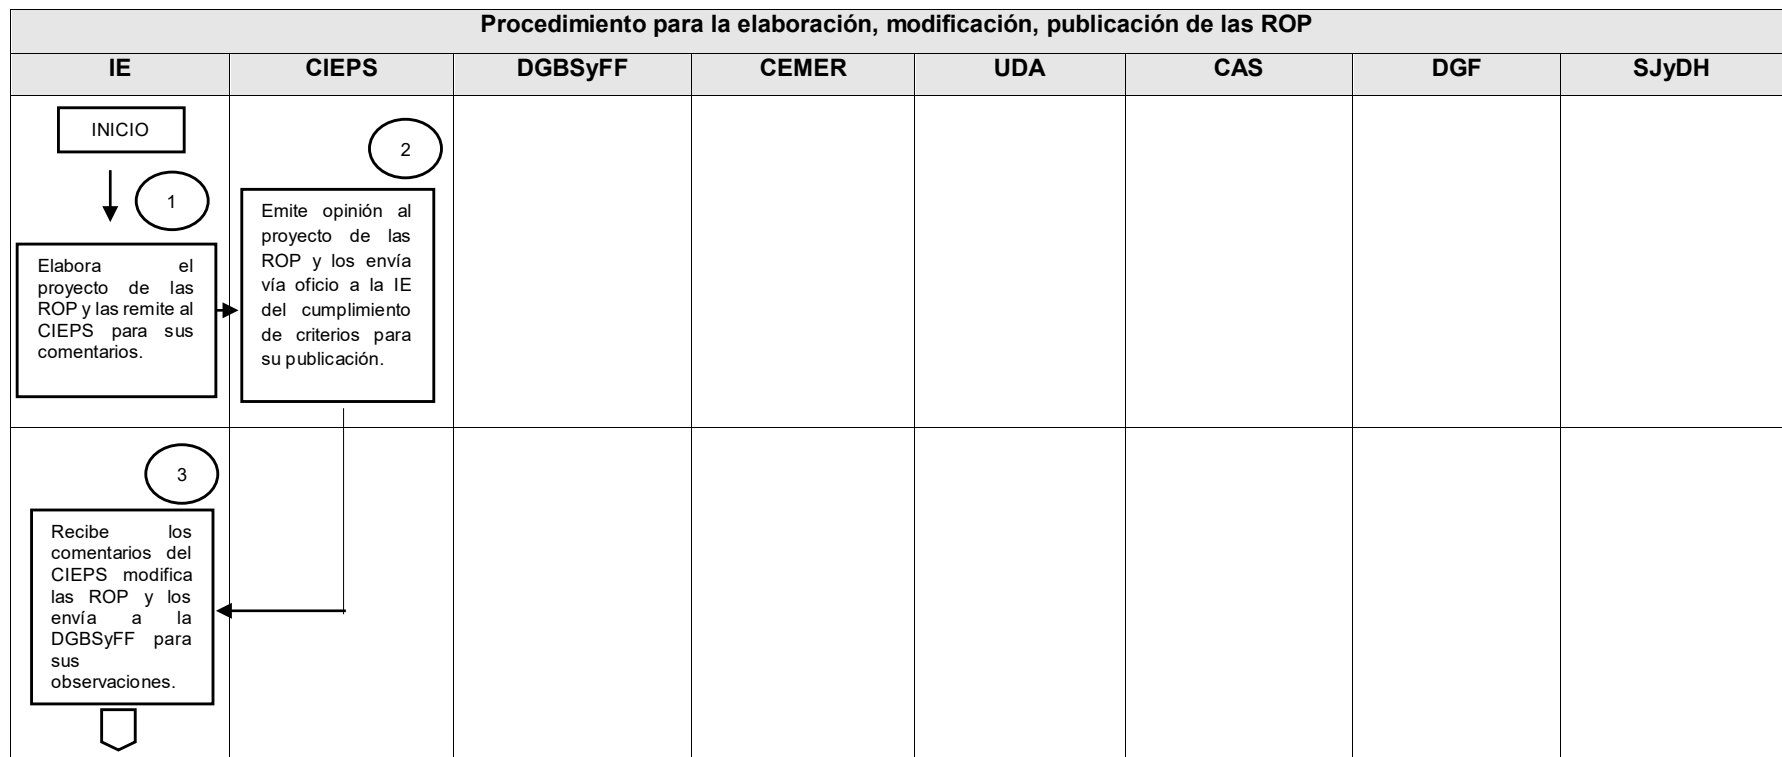 Procedimiento para la elaboración, modificación, publicación de las ROP
IE CIEPS DGBSyFF CEMER UDA CAS DGF SJyDH
INICIO
1
Elabora el
proyecto de las
ROP y las remite al
CIEPS para sus
comentarios.
2
Emite opinión al
proyecto de las
ROP y los envía
vía oficio a la IE
del cumplimiento
de criterios para
su publicación.
3
Recibe los
comentarios del
CIEPS modifica
las ROP y los
envía a la
DGBSyFF para
sus
observaciones.